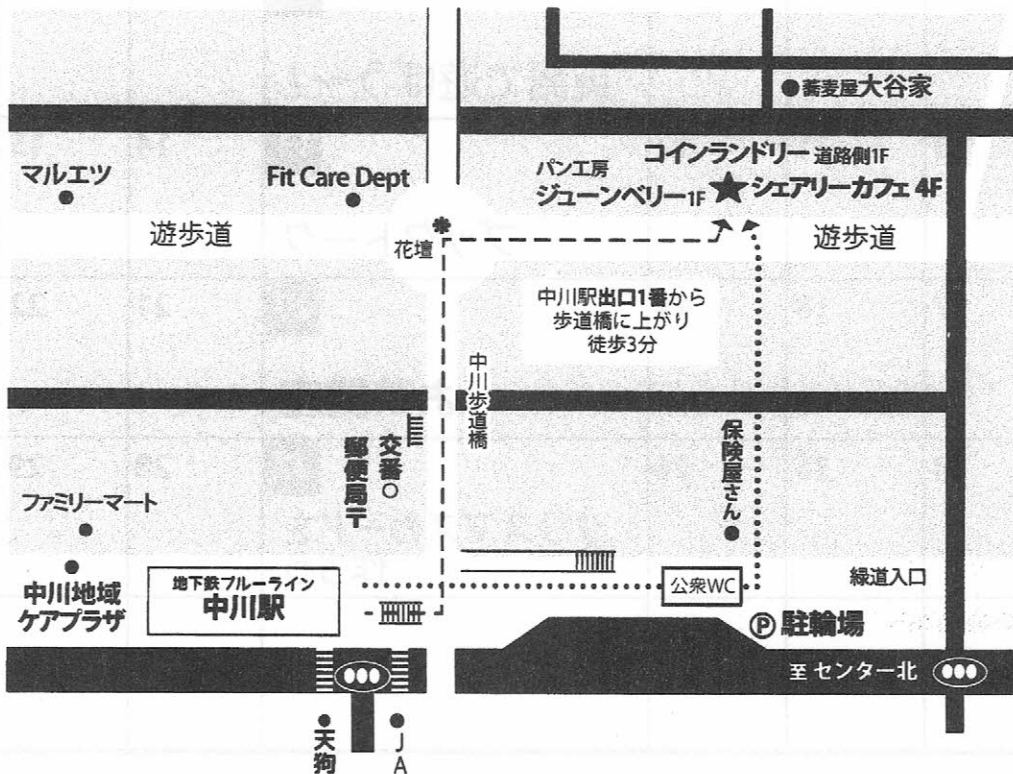 ●蕎麦屋大谷家
コインランドリー 道路側1F
パン工房
ジューンベリー1F ★ シェアリーカフェ 4F
マルエツ
Fit Care Dept
遊歩道
花壇
遊歩道
中川駅出口1番から
歩道橋に上がり
徒歩3分
中川歩道橋
交番○
郵便局〒
保険屋さん
ファミリーマート
中川地域
ケアプラザ
地下鉄ブルーライン
中川駅
公衆WC
緑道入口
Ⓟ 駐輪場
至 センター北
天狗
JA